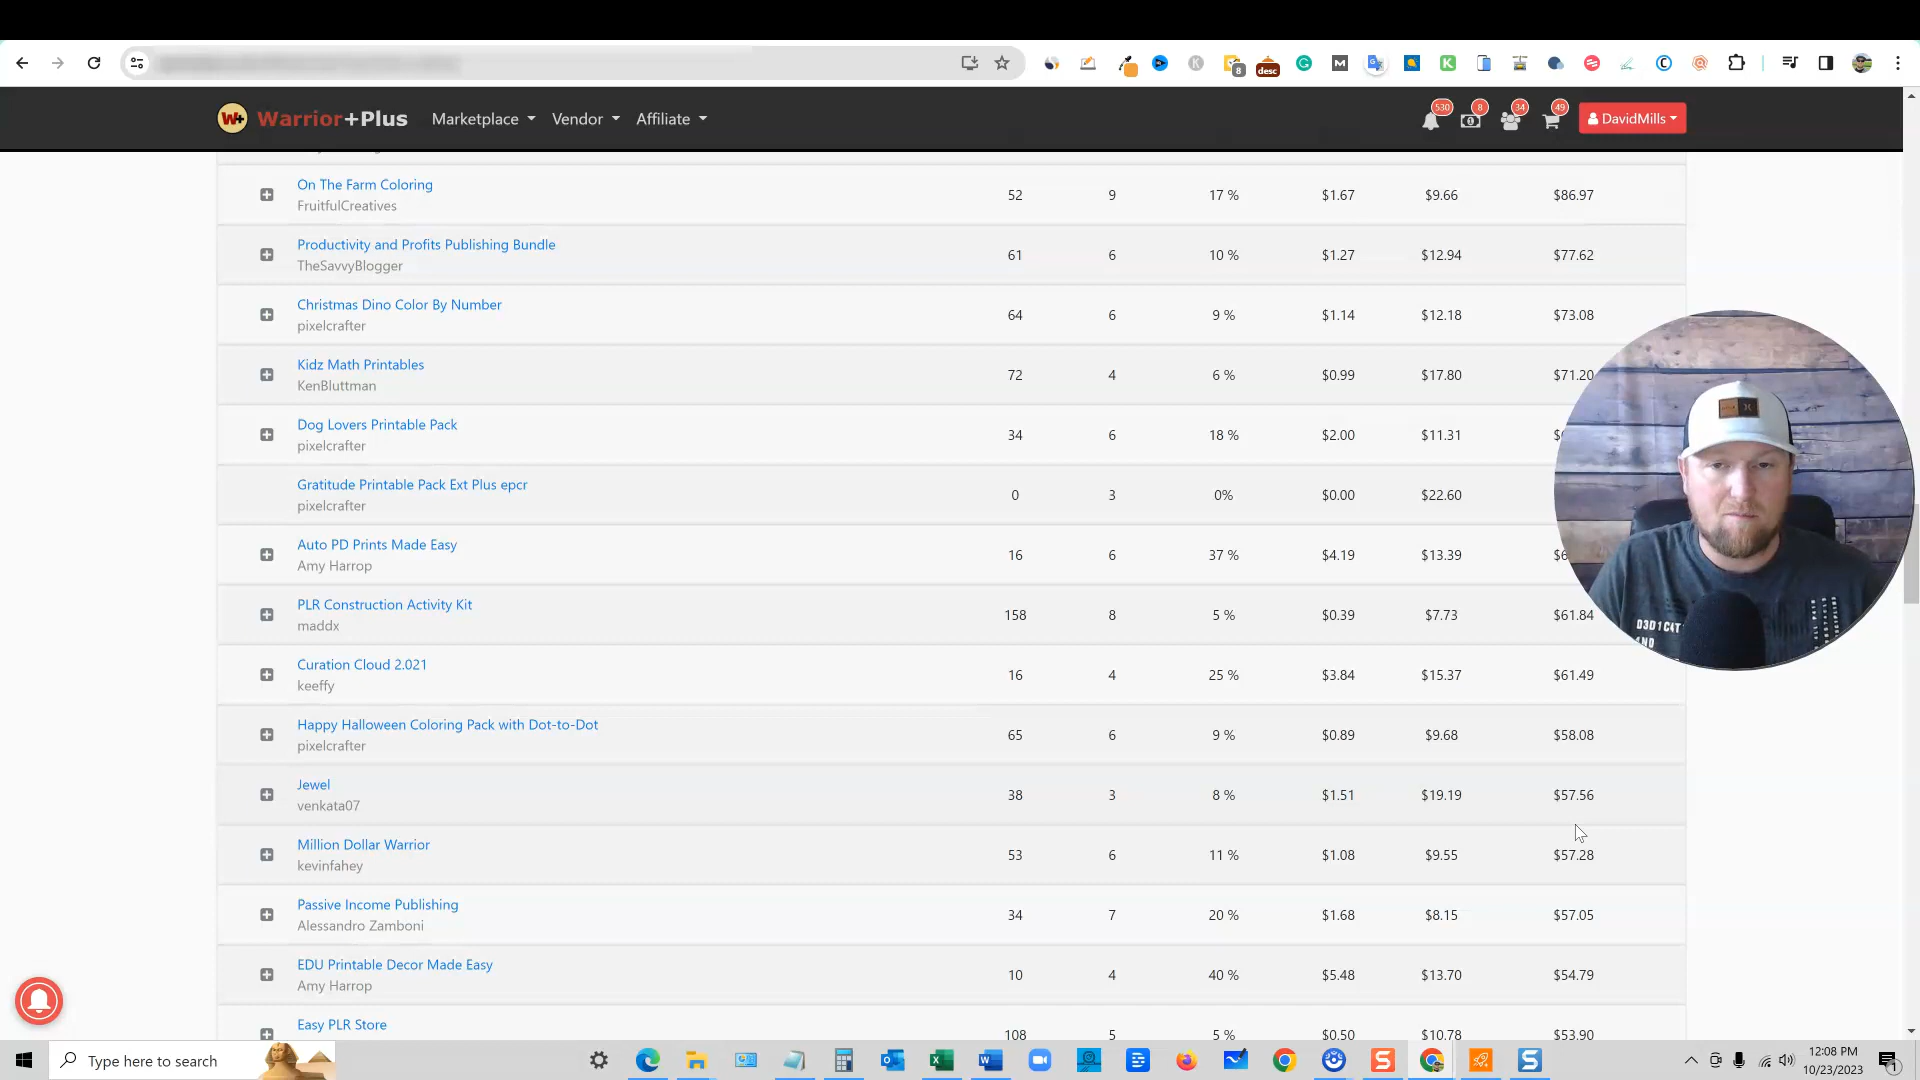 desc
8
W+ Warrior+Plus Marketplace Vendor Affiliate 530 8 34 49 DavidMills
On The Farm Coloring
FruitfulCreatives
52 9 17 % $1.67 $9.66 $86.97
Productivity and Profits Publishing Bundle
TheSavvyBlogger
61 6 10 % $1.27 $12.94 $77.62
Christmas Dino Color By Number
pixelcrafter
64 6 9 % $1.14 $12.18 $73.08
Kidz Math Printables
KenBluttman
72 4 6 % $0.99 $17.80 $71.20
Dog Lovers Printable Pack
pixelcrafter
34 6 18 % $2.00 $11.31
Gratitude Printable Pack Ext Plus epcr
pixelcrafter
0 3 0% $0.00 $22.60
Auto PD Prints Made Easy
Amy Harrop
16 6 37 % $4.19 $13.39
PLR Construction Activity Kit
maddx
158 8 5 % $0.39 $7.73 $61.84
Curation Cloud 2.021
keeffy
16 4 25 % $3.84 $15.37 $61.49
Happy Halloween Coloring Pack with Dot-to-Dot
pixelcrafter
65 6 9 % $0.89 $9.68 $58.08
Jewel
venkata07
38 3 8 % $1.51 $19.19 $57.56
Million Dollar Warrior
kevinfahey
53 6 11 % $1.08 $9.55 $57.28
Passive Income Publishing
Alessandro Zamboni
34 7 20 % $1.68 $8.15 $57.05
EDU Printable Decor Made Easy
Amy Harrop
10 4 40 % $5.48 $13.70 $54.79
Easy PLR Store
108 5 5 % $0.50 $10.78 $53.90
D3D1C4T
Type here to search
12:08 PM
10/23/2023